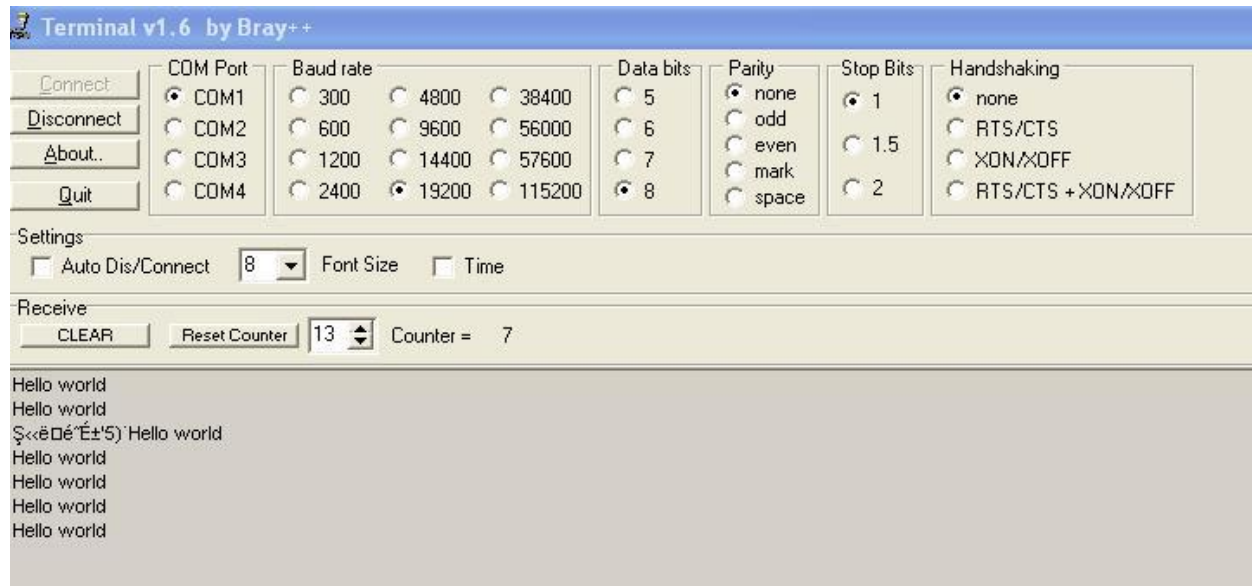 Terminal v1.6 by Bray++
Connect
Disconnect
About..
Quit
COM Port
COM1
COM2
COM3
COM4
Baud rate
300 4800 38400
600 9600 56000
1200 14400 57600
2400 19200 115200
Data bits
5
6
7
8
Parity
none
odd
even
mark
space
Stop Bits
1
1.5
2
Handshaking
none
RTS/CTS
XON/XOFF
RTS/CTS + XON/XOFF
Settings
Auto Dis/Connect 8 Font Size Time
Receive
CLEAR Reset Counter 13 Counter = 7
Hello world
Hello world
Hello world
Hello world
Hello world
Hello world
Hello world